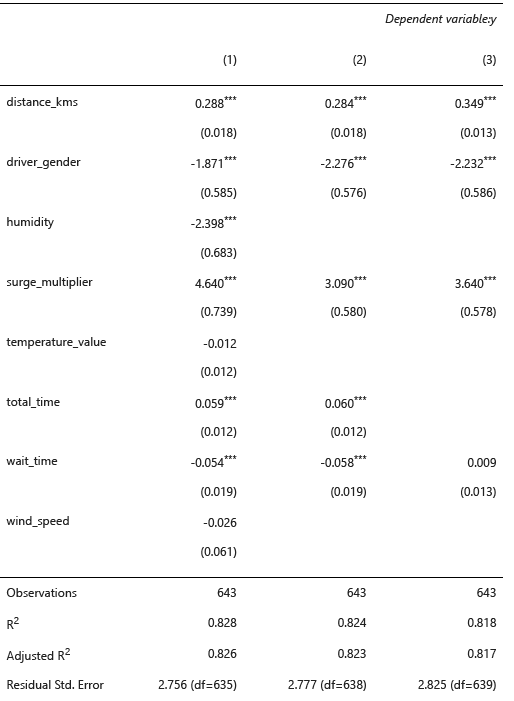 Dependent variable:y
(1) (2) (3)
distance_kms 0.288*** 0.284*** 0.349***
(0.018) (0.018) (0.013)
driver_gender -1.871*** -2.276*** -2.232***
(0.585) (0.576) (0.586)
humidity -2.398***
(0.683)
surge_multiplier 4.640*** 3.090*** 3.640***
(0.739) (0.580) (0.578)
temperature_value -0.012
(0.012)
total_time 0.059*** 0.060***
(0.012) (0.012)
wait_time -0.054*** -0.058*** 0.009
(0.019) (0.019) (0.013)
wind_speed -0.026
(0.061)
Observations 643 643 643
R2 0.828 0.824 0.818
Adjusted R2 0.826 0.823 0.817
Residual Std. Error 2.756 (df=635) 2.777 (df=638) 2.825 (df=639)